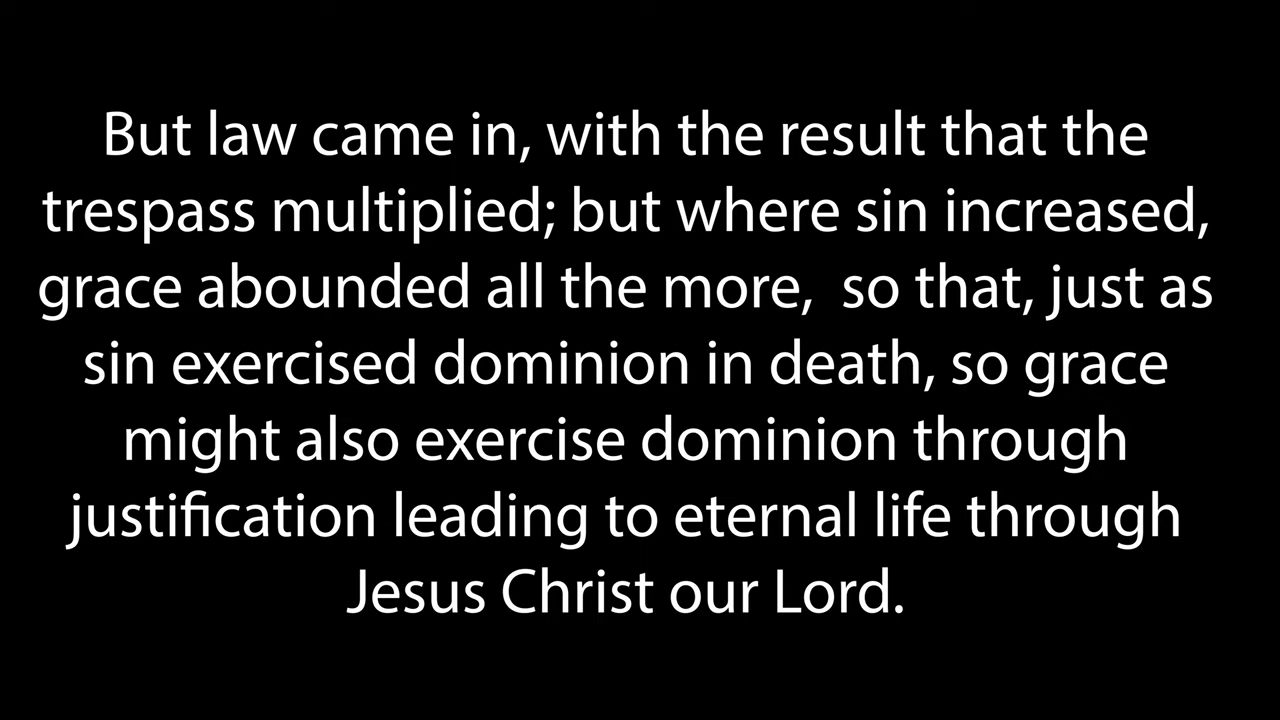 But law came in, with the result that the
trespass multiplied; but where sin increased,
grace abounded all the more,  so that, just as
sin exercised dominion in death, so grace
might also exercise dominion through
justification leading to eternal life through
Jesus Christ our Lord.